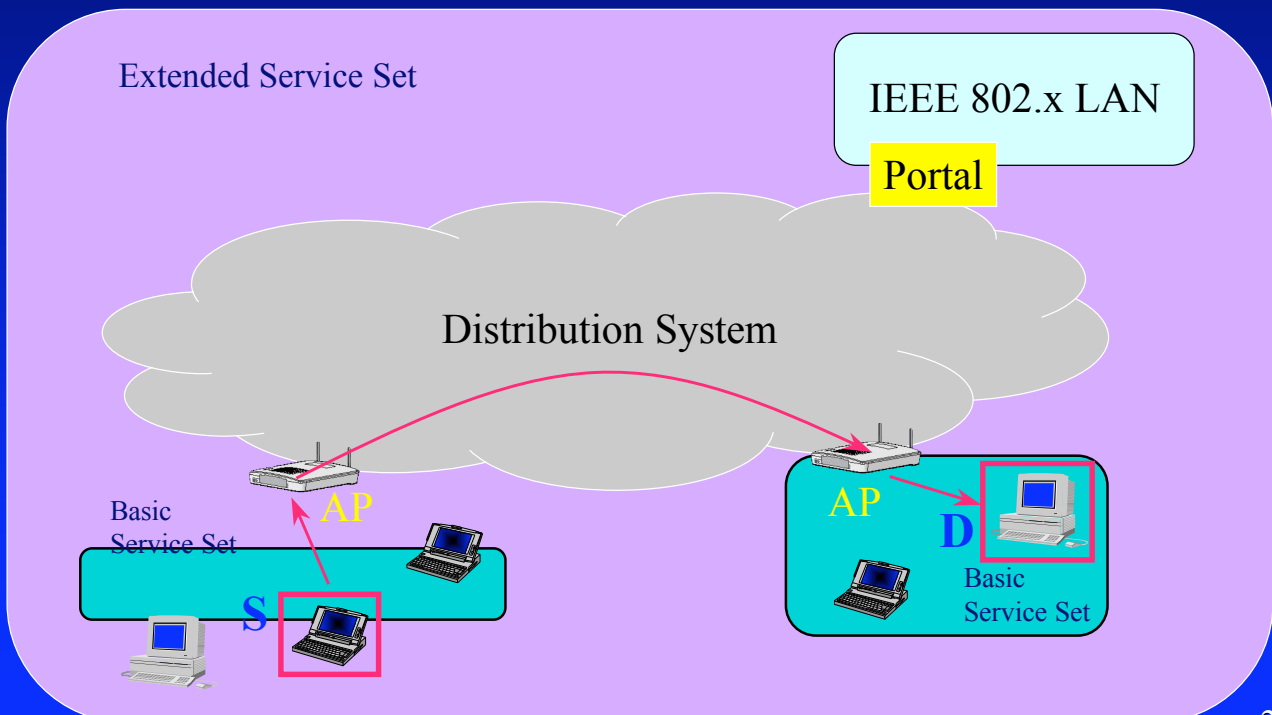 Extended Service Set
IEEE 802.x LAN
Portal
Distribution System
AP
Basic
Service Set
S
AP
D
Basic
Service Set